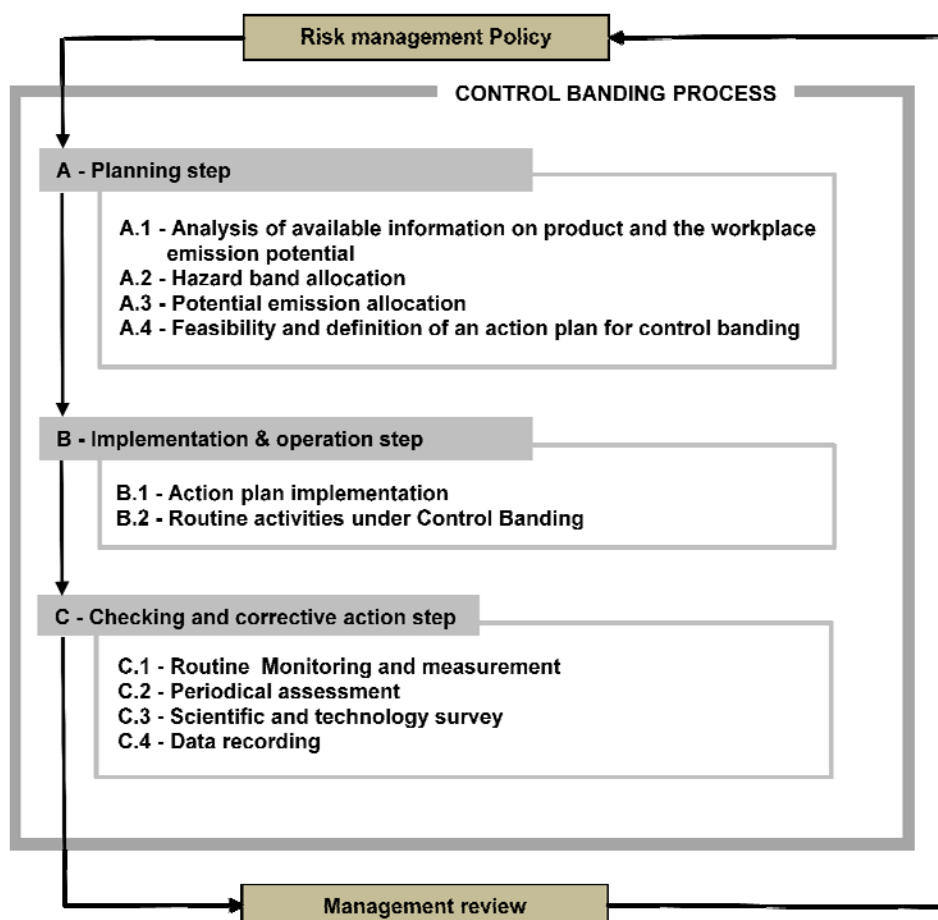 Risk management Policy
CONTROL BANDING PROCESS
A - Planning step
A.1 - Analysis of available information on product and the workplace
emission potential
A.2 - Hazard band allocation
A.3 - Potential emission allocation
A.4 - Feasibility and definition of an action plan for control banding
B - Implementation & operation step
B.1 - Action plan implementation
B.2 - Routine activities under Control Banding
C - Checking and corrective action step
C.1 - Routine  Monitoring and measurement
C.2 - Periodical assessment
C.3 - Scientific and technology survey
C.4 - Data recording
Management review